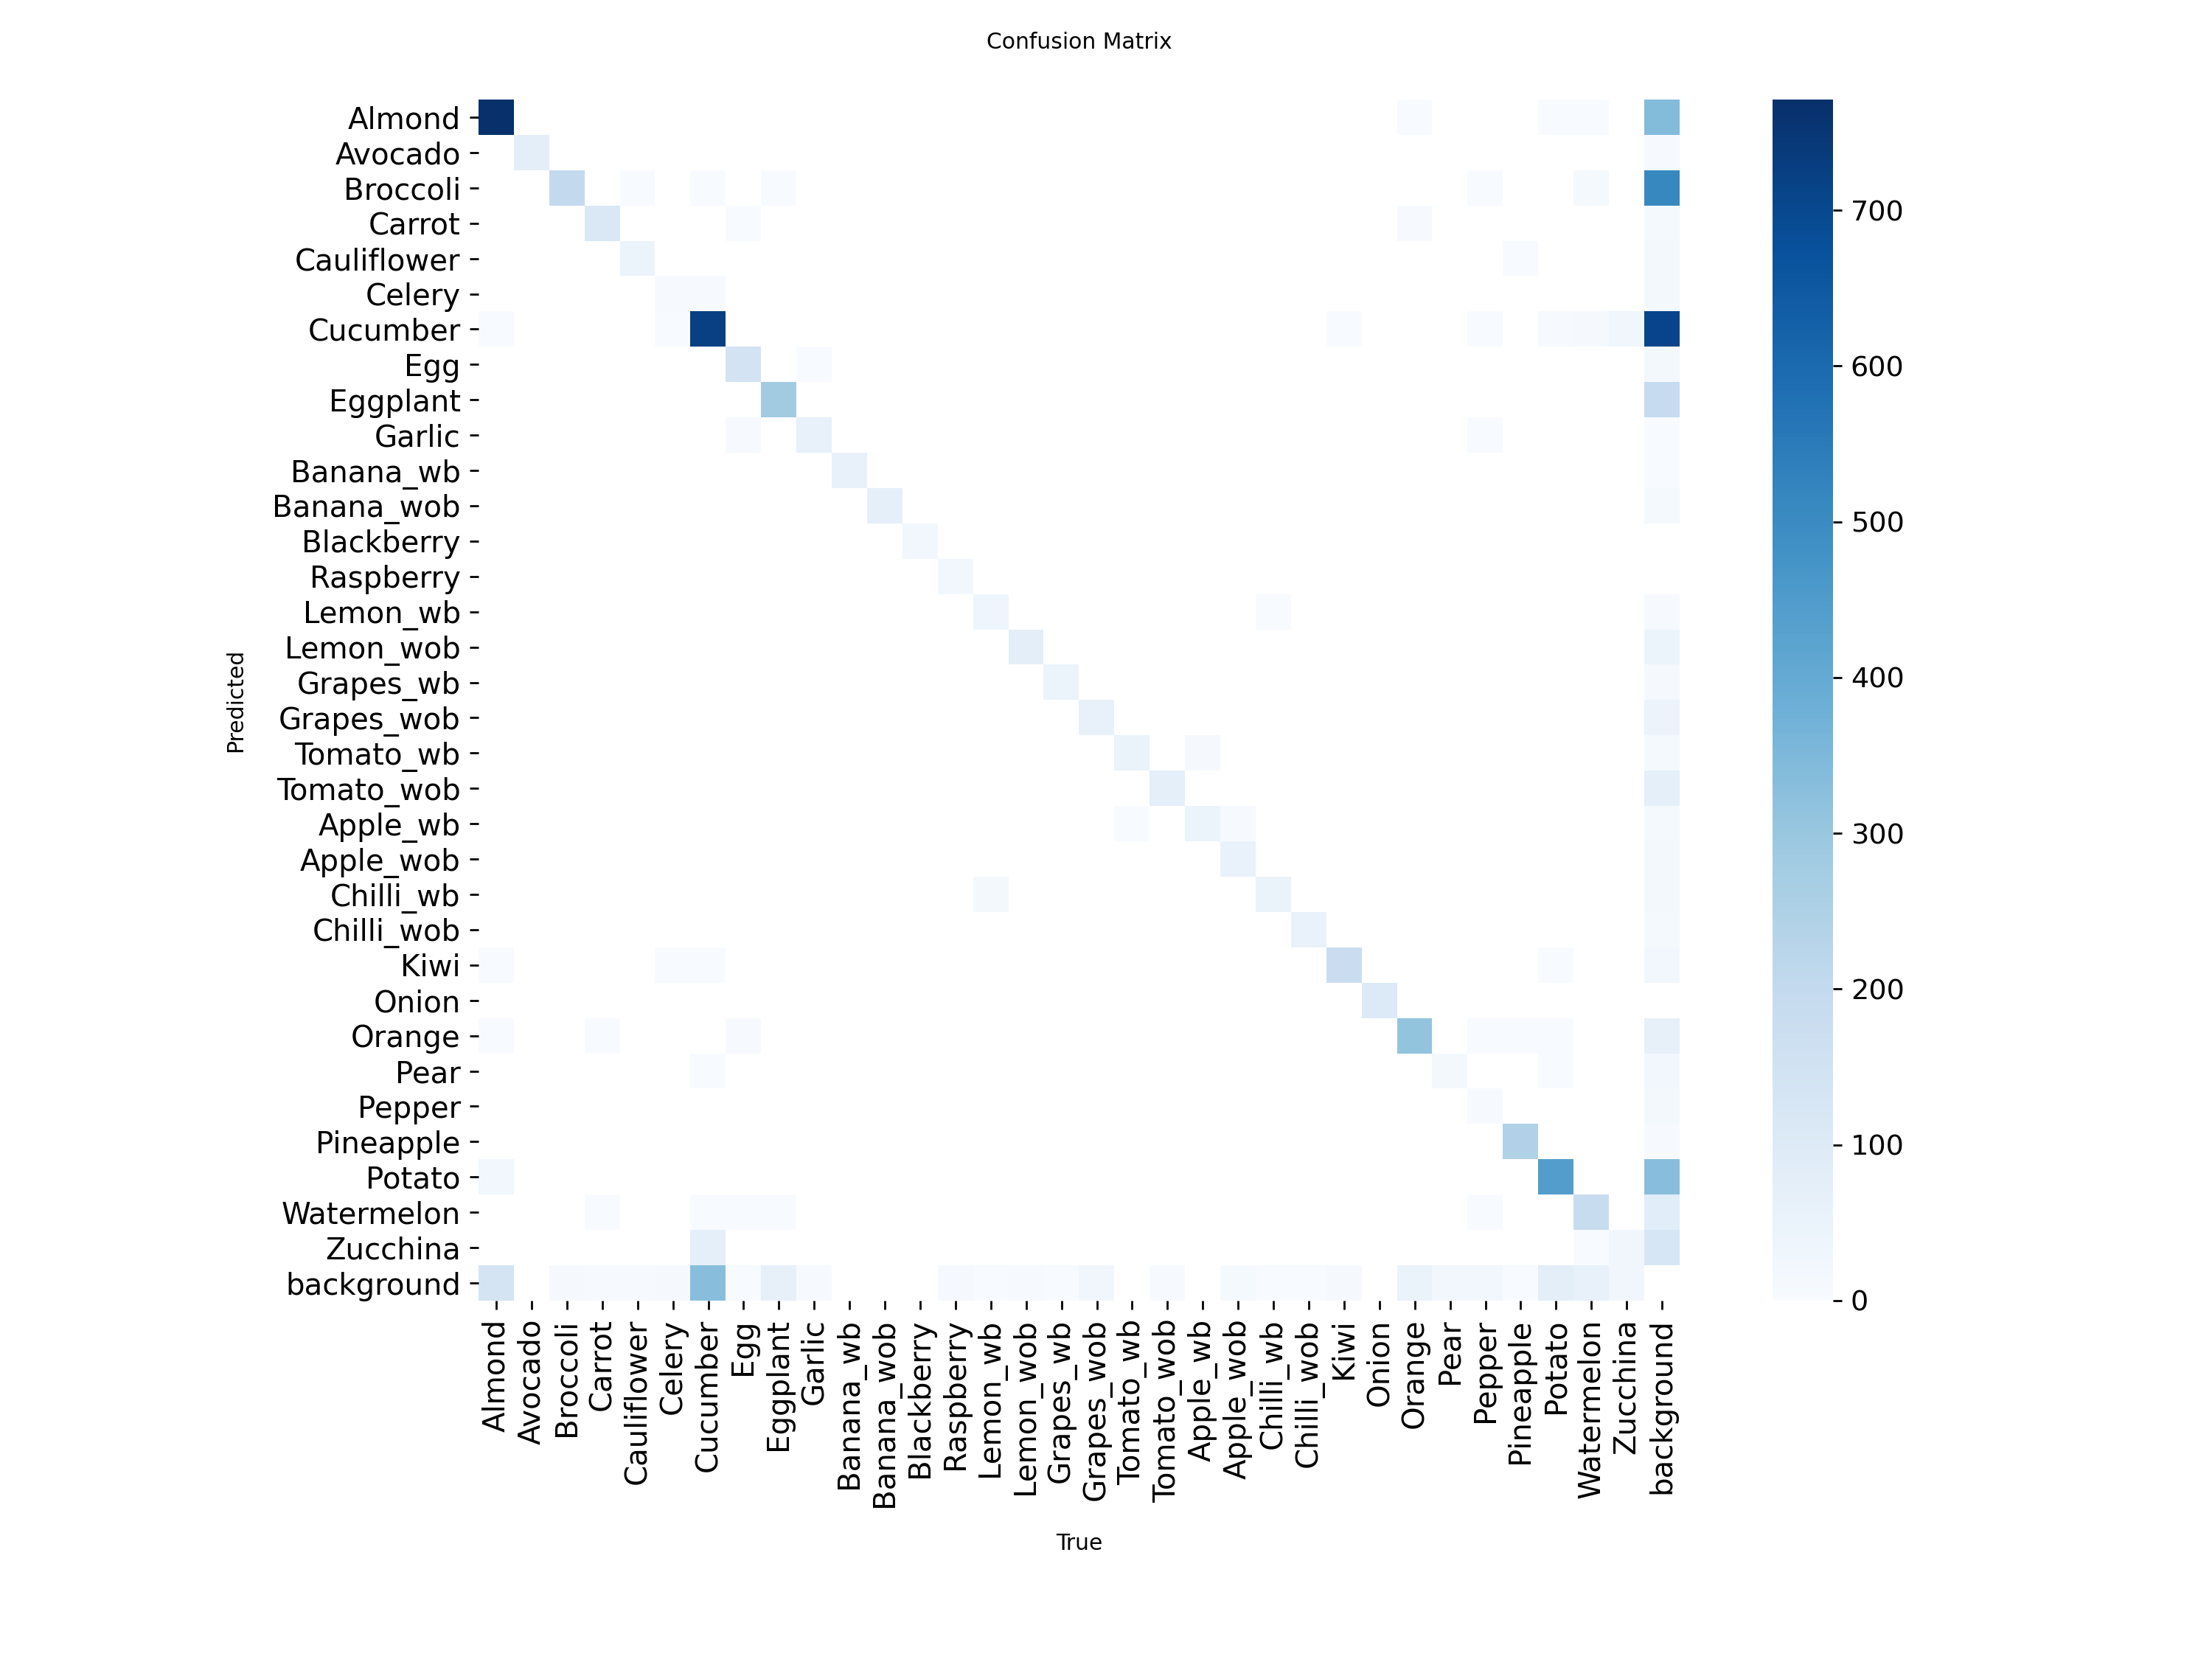 Confusion Matrix
Almond
Avocado
Broccoli
Carrot
Cauliflower
Celery
Cucumber
Egg
Eggplant
Garlic
Banana_wb
Banana_wob
Blackberry
Raspberry
Lemon_wb
Lemon_wob
Grapes_wb
Grapes_wob
Tomato_wb
Tomato_wob
Apple_wb
Apple_wob
Chilli_wb
Chilli_wob
Kiwi
Onion
Orange
Pear
Pepper
Pineapple
Potato
Watermelon
Zucchina
background
Predicted
Almond
Avocado
Broccoli
Carrot
Cauliflower
Celery
Cucumber
Egg
Eggplant
Garlic
Banana_wb
Banana_wob
Blackberry
Raspberry
Lemon_wb
Lemon_wob
Grapes_wb
Grapes_wob
Tomato_wb
Tomato_wob
Apple_wb
Apple_wob
Chilli_wb
Chilli_wob
Kiwi
Onion
Orange
Pear
Pepper
Pineapple
Potato
Watermelon
Zucchina
background
True
700
600
500
400
300
200
100
0